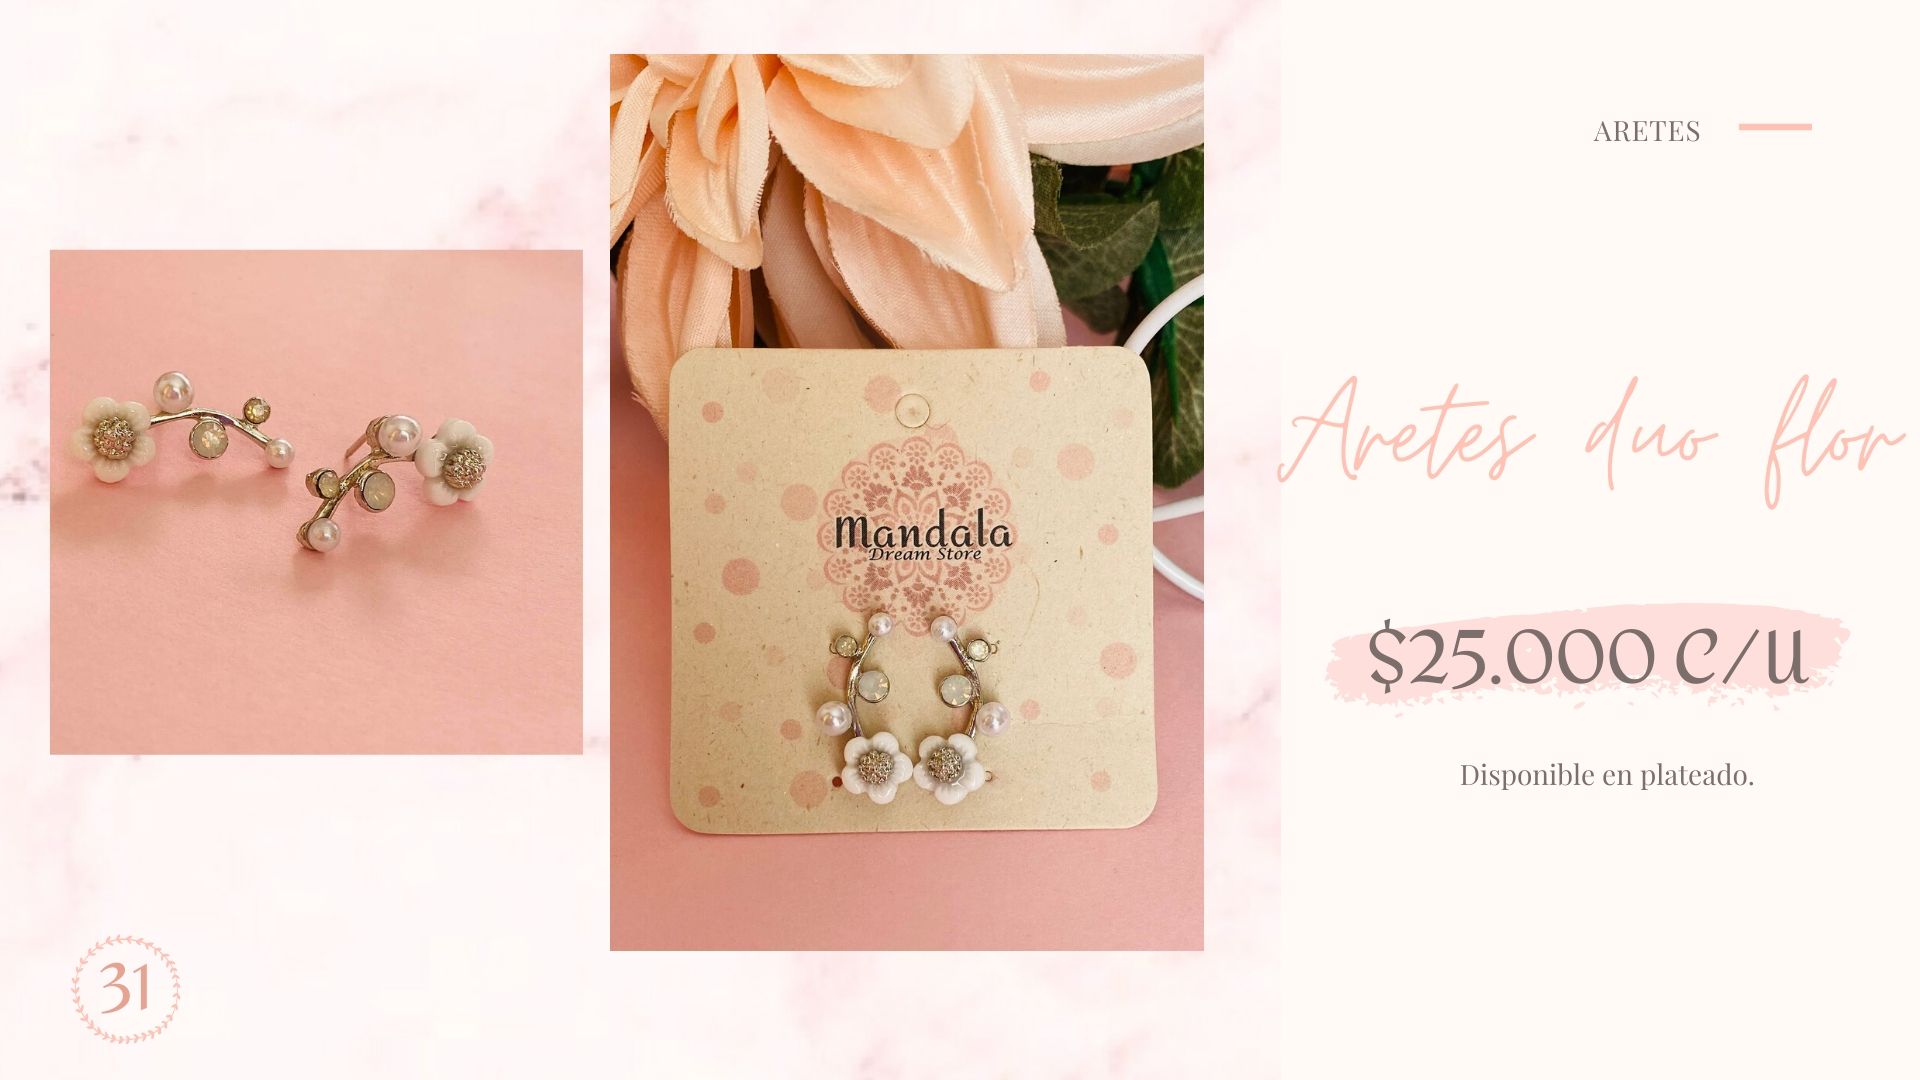 ARETES
Mandala
Dream Store
Aretes duo flor
$25.000 C/U
Disponible en plateado.
31